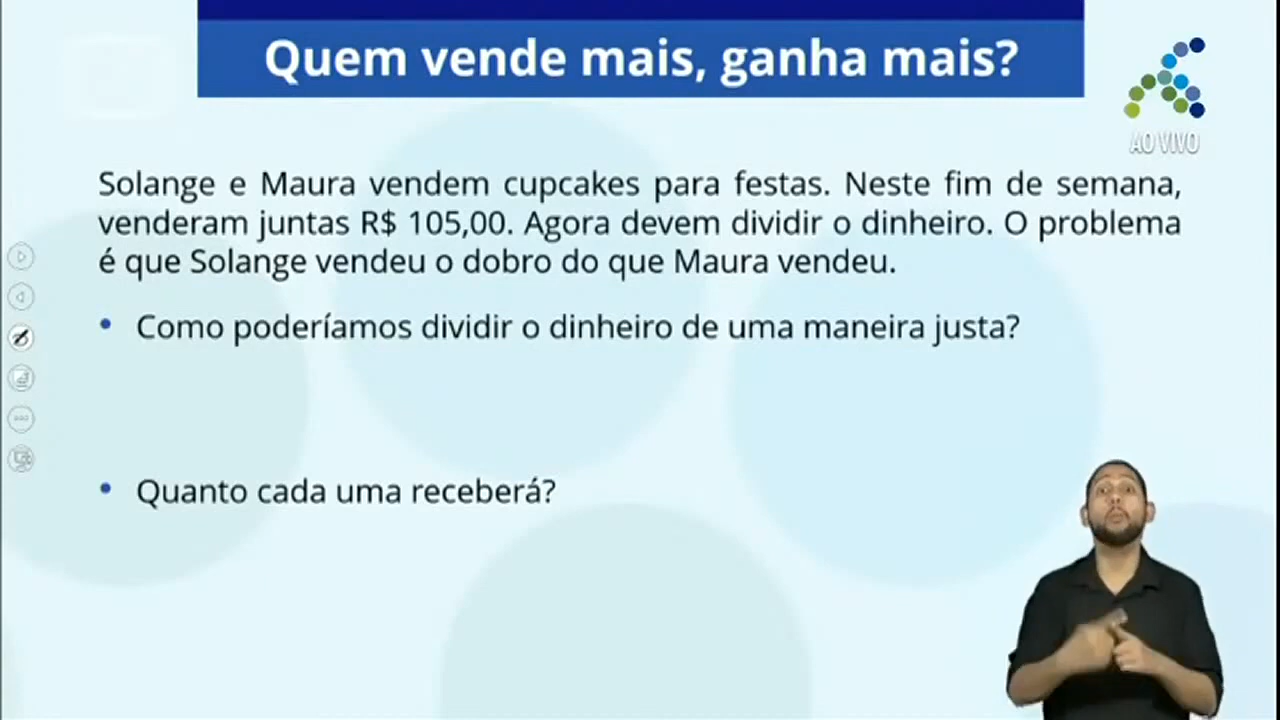 Quem vende mais, ganha mais?
AO VIVO
Solange e Maura vendem cupcakes para festas. Neste fim de semana,
venderam juntas R$ 105,00. Agora devem dividir o dinheiro. O problema
é que Solange vendeu o dobro do que Maura vendeu.
• Como poderíamos dividir o dinheiro de uma maneira justa?
• Quanto cada uma receberá?